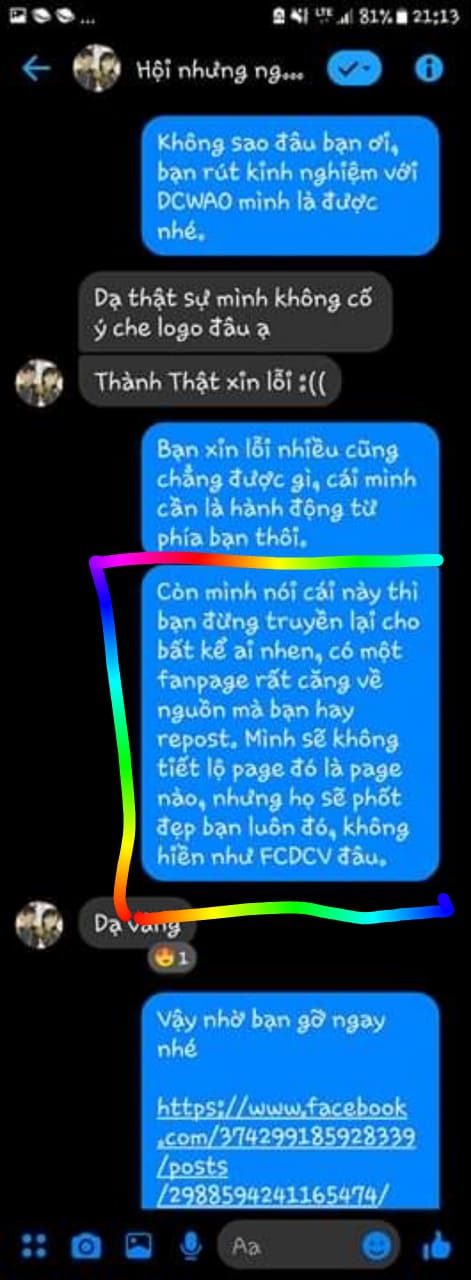 ... LTE 81% 21:13
Hội nhưng ng...
Không sao đâu bạn ơi,
bạn rút kinh nghiệm với
DCWAO mình là được
nhé.
Dạ thật sự mình không cố
ý che logo đâu ạ
Thành Thật xin lỗi :((
Bạn xin lỗi nhiều cũng
chẳng được gì, cái mình
cần là hành động từ
phía bạn thôi.
Còn mình nói cái này thì
bạn đừng truyền lại cho
bất kể ai nhen, có một
fanpage rất căng về
nguồn mà bạn hay
repost. Mình sẽ không
tiết lộ page đó là page
nào, nhưng họ sẽ phốt
đẹp bạn luôn đó, không
hiền như FCDCV đâu.
Dạ vâng
1
Vậy nhờ bạn gỡ ngay
nhé
https://www.facebook
.com/374299185928339
/posts
/2988594241165474/
Aa